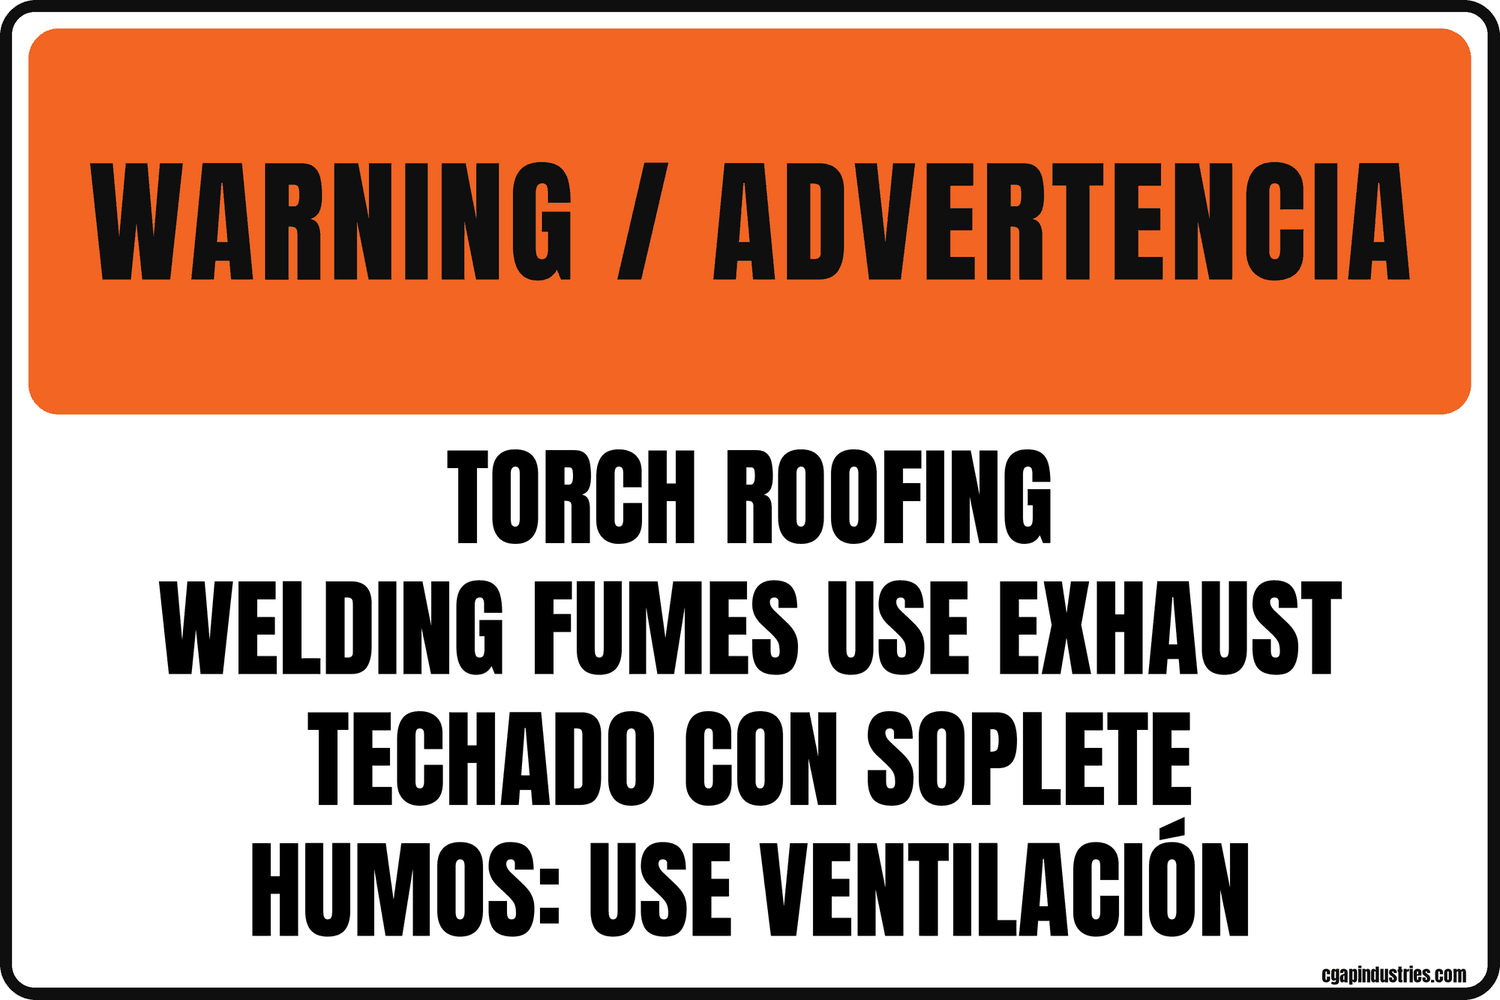 WARNING / ADVERTENCIA
TORCH ROOFING
WELDING FUMES USE EXHAUST
TECHADO CON SOPLETE
HUMOS: USE VENTILACIÓN
cgapindustries.com